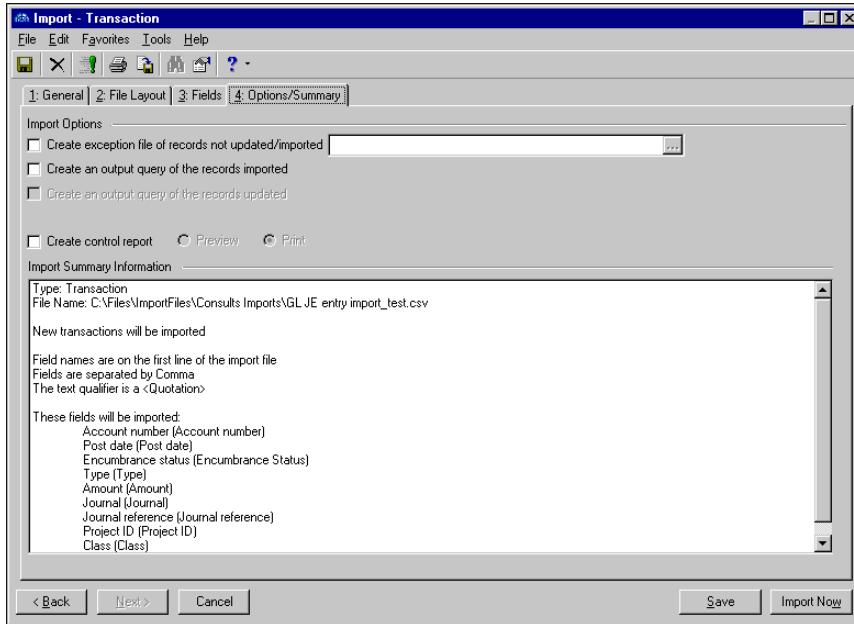 Import - Transaction
File Edit Favorites Tools Help
1: General 2: File Layout 3: Fields 4: Options/Summary
Import Options
Create exception file of records not updated/imported ...
Create an output query of the records imported
Create an output query of the records updated
Create control report Preview Print
Import Summary Information
Type: Transaction
File Name: C:\Files\ImportFiles\Consults Imports\GL JE entry import_test.csv
New transactions will be imported
Field names are on the first line of the import file
Fields are separated by Comma
The text qualifier is a <Quotation>
These fields will be imported:
Account number (Account number)
Post date (Post date)
Encumbrance status (Encumbrance Status)
Type (Type)
Amount (Amount)
Journal (Journal)
Journal reference (Journal reference)
Project ID (Project ID)
Class (Class)
< Back Next > Cancel Save Import Now